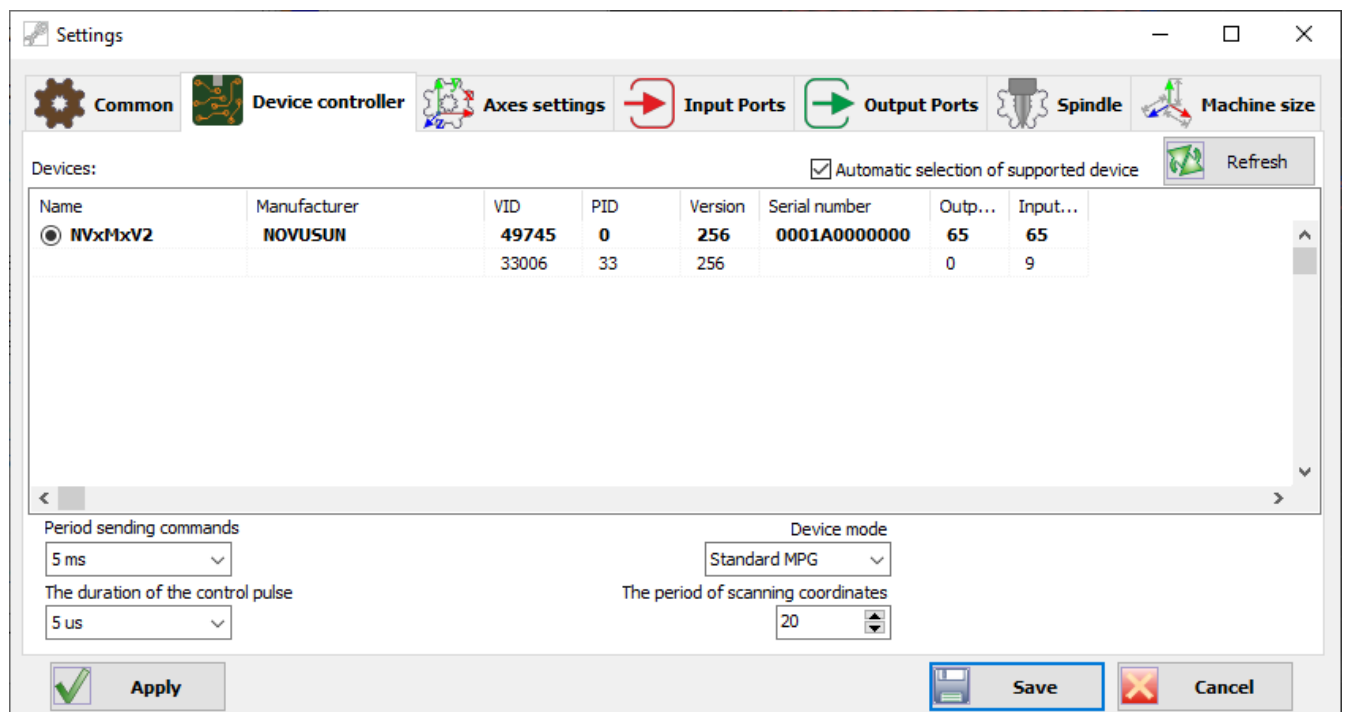 Settings
Common Device controller Axes settings Input Ports Output Ports Spindle Machine size
Devices: Automatic selection of supported device Refresh
Name Manufacturer VID PID Version Serial number Outp... Input...
NVxMxV2 NOVUSUN 49745 0 256 0001A0000000 65 65
33006 33 256 0 9
Period sending commands Device mode
5 ms Standard MPG
The duration of the control pulse The period of scanning coordinates
5 us 20
Apply Save Cancel